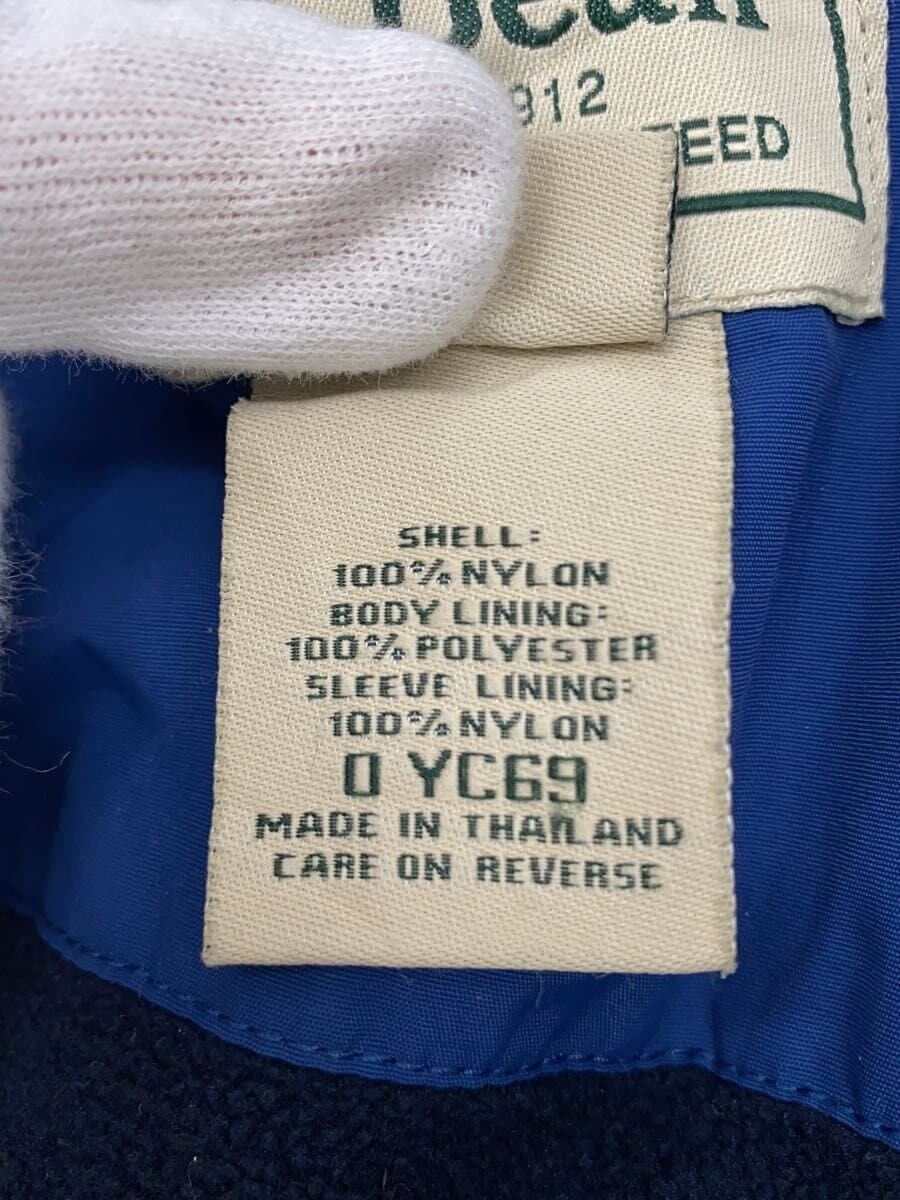 912
EED
SHELL:
100% NYLON
BODY LINING:
100% POLYESTER
SLEEVE LINING:
100% NYLON
0 YC69
MADE IN THAILAND
CARE ON REVERSE